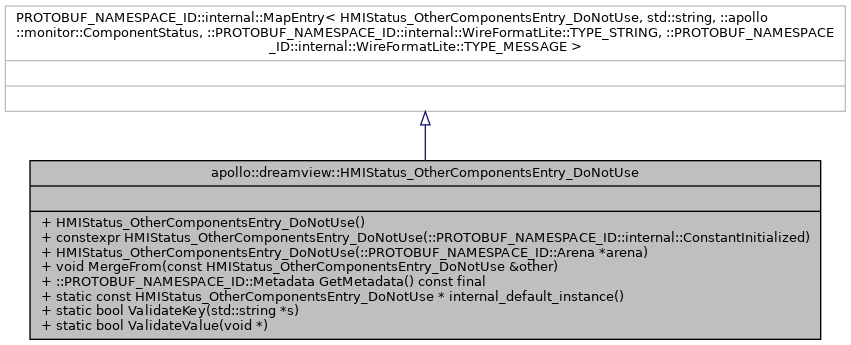 PROTOBUF_NAMESPACE_ID::internal::MapEntry< HMIStatus_OtherComponentsEntry_DoNotUse, std::string, ::apollo
::monitor::ComponentStatus, ::PROTOBUF_NAMESPACE_ID::internal::WireFormatLite::TYPE_STRING, ::PROTOBUF_NAMESPACE
_ID::internal::WireFormatLite::TYPE_MESSAGE >
apollo::dreamview::HMIStatus_OtherComponentsEntry_DoNotUse
+ HMIStatus_OtherComponentsEntry_DoNotUse()
+ constexpr HMIStatus_OtherComponentsEntry_DoNotUse(::PROTOBUF_NAMESPACE_ID::internal::ConstantInitialized)
+ HMIStatus_OtherComponentsEntry_DoNotUse(::PROTOBUF_NAMESPACE_ID::Arena *arena)
+ void MergeFrom(const HMIStatus_OtherComponentsEntry_DoNotUse &other)
+ ::PROTOBUF_NAMESPACE_ID::Metadata GetMetadata() const final
+ static const HMIStatus_OtherComponentsEntry_DoNotUse * internal_default_instance()
+ static bool ValidateKey(std::string *s)
+ static bool ValidateValue(void *)